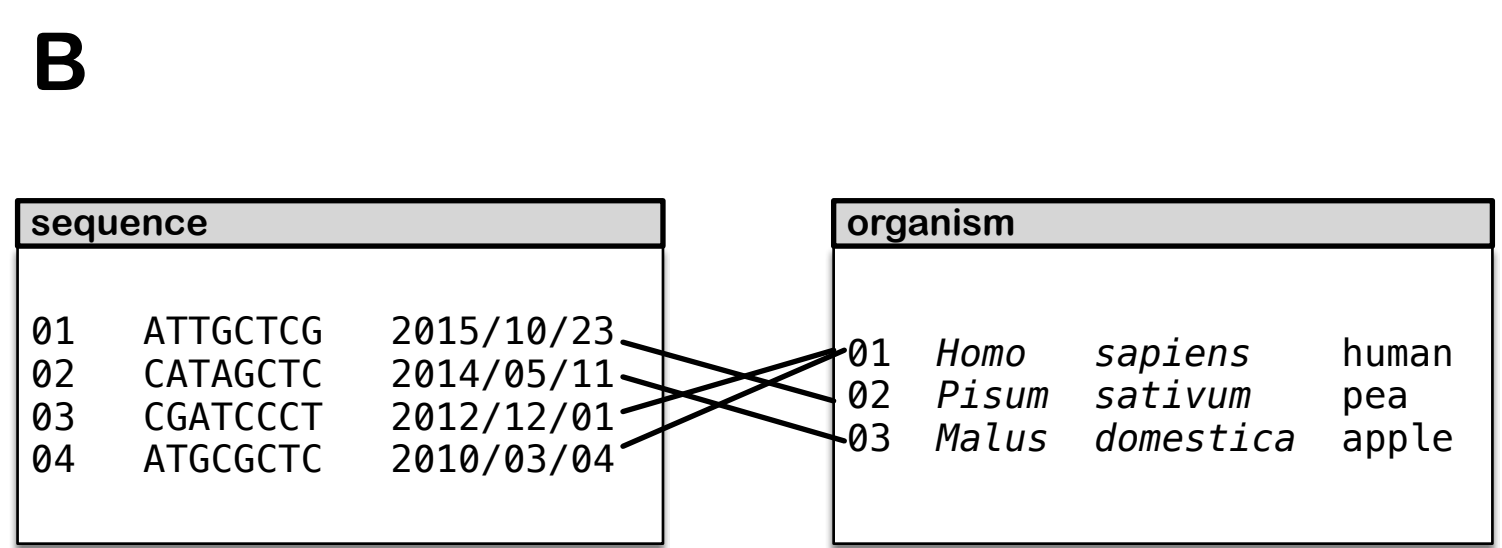 B
sequence
01 ATTGCTCG 2015/10/23
02 CATAGCTC 2014/05/11
03 CGATCCCT 2012/12/01
04 ATGCGCTC 2010/03/04
organism
01 Homo sapiens human
02 Pisum sativum pea
03 Malus domestica apple